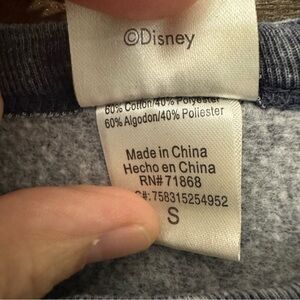 ©Disney
60% Cotton/40% Polyester
60% Algodon/40% Poliester
Made in China
Hecho en China
RN# 71868
#: 758315254952
S